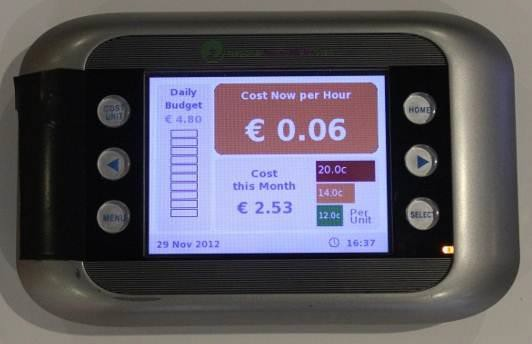 Daily
Budget
€ 4.80
Cost Now per Hour
€ 0.06
Cost
this Month
€ 2.53
20.0c
14.0c
12.0c
Per
Unit
29 Nov 2012
16:37
COST
UNIT
MENU
HOME
SELECT